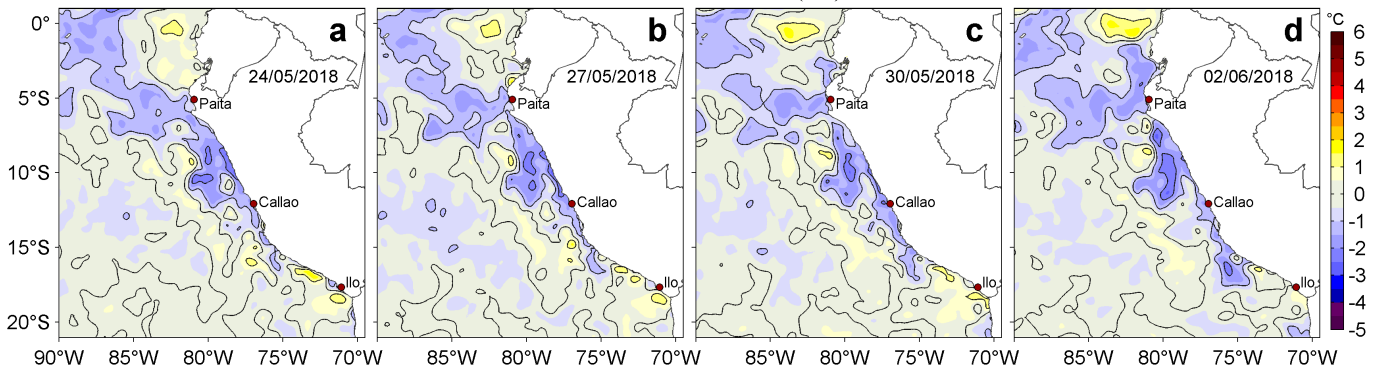 0°
5°S
10°S
15°S
20°S
90°W
85°W
80°W
75°W
70°W
a
24/05/2018
Paita
Callao
Ilo
85°W
80°W
75°W
70°W
b
27/05/2018
Paita
Callao
Ilo
85°W
80°W
75°W
70°W
c
30/05/2018
Paita
Callao
Ilo
85°W
80°W
75°W
70°W
d
02/06/2018
Paita
Callao
Ilo
°C
6
5
4
3
2
1
0
-1
-2
-3
-4
-5